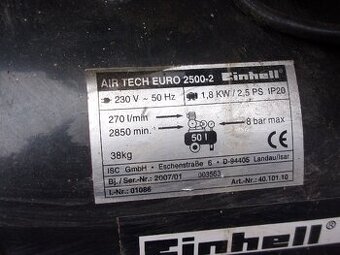 AIR TECH EURO 2500-2 Einhell®
230 V ~ 50 Hz 1,8 KW / 2,5 PS IP20
270 l/min
2850 min. 8 bar max
50 l
38kg CE
ISC GmbH • Eschenstraße 6 • D-94405 Landau/Isar
Bj./Ser.-Nr.: 2007/01 003553 Art.-Nr.: 40.101.10
I.-Nr.: 01086
Einhell®